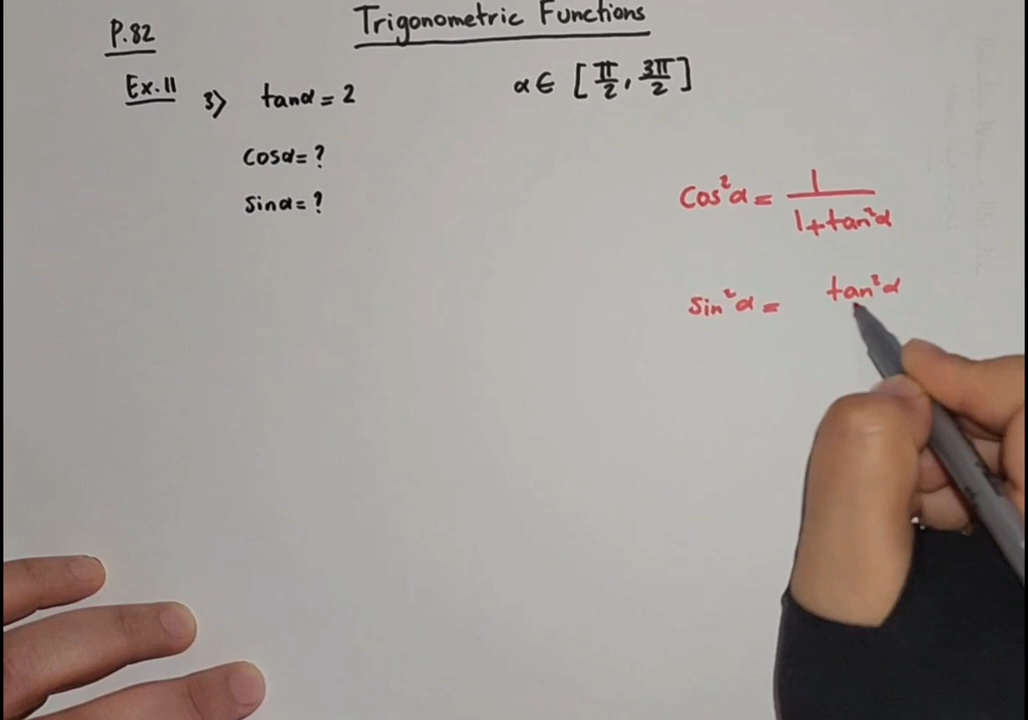 Trigonometric Functions
P.82
Ex.11 3) tanα = 2 α ∈ [π/2, 3π/2]
cosα = ?
sinα = ?
cos²α = 1/(1+tan²α)
sin²α = tan²α